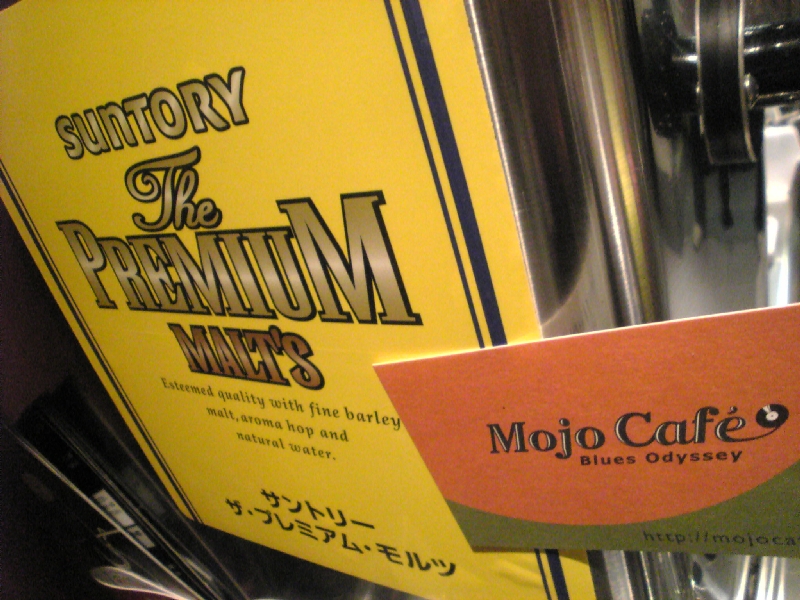 SUNTORY
The
PREMIUM
MALT'S
Esteemed quality with fine barley
malt, aroma hop and
natural water.
サントリー
ザ・プレミアム・モルツ
Mojo Café
Blues Odyssey
http://mojoca